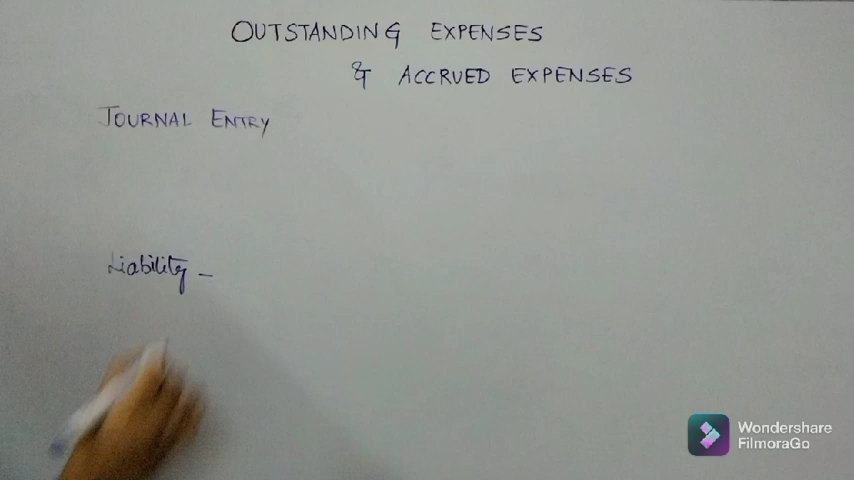 OUTSTANDING EXPENSES
& ACCRUED EXPENSES
JOURNAL ENTRY
Liability -
Wondershare
FilmoraGo